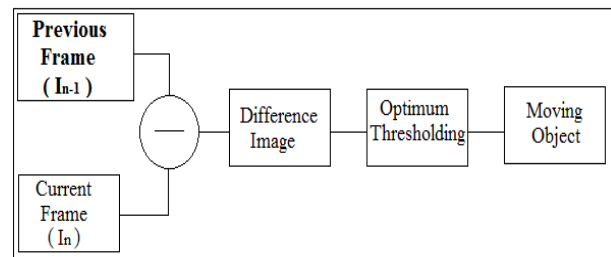 Previous
Frame
( In-1 )
—
Difference
Image
Optimum
Thresholding
Moving
Object
Current
Frame
( In )